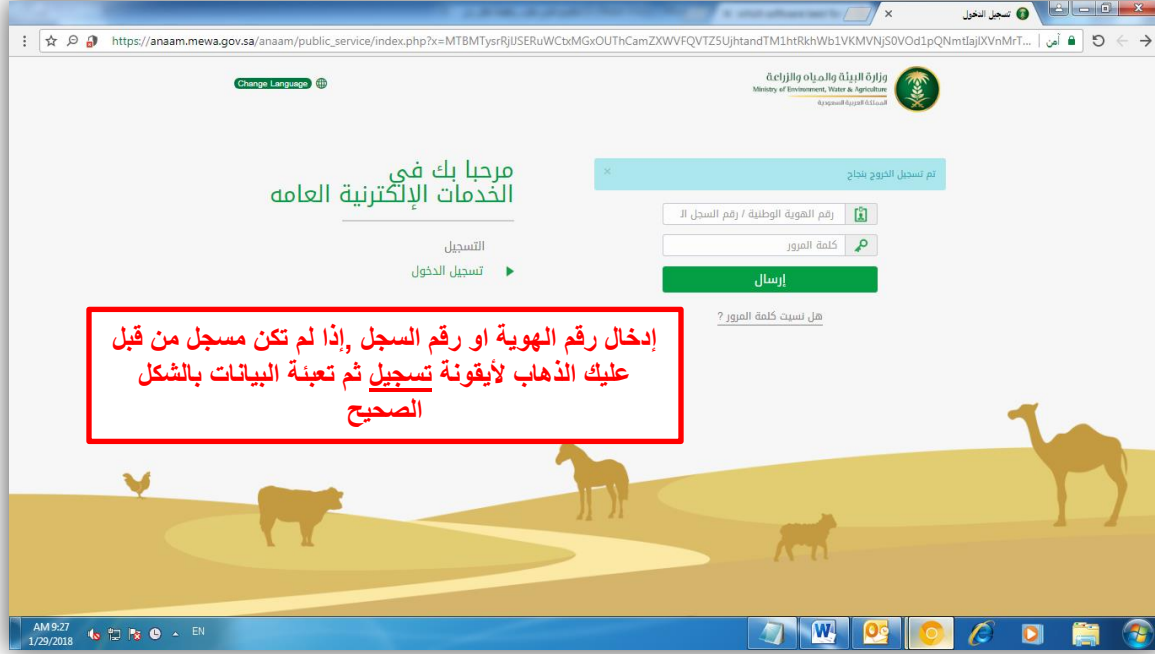 تسجيل الدخول
https://anaam.mewa.gov.sa/anaam/public_service/index.php?x=
آمن
وزارة البيئة والمياه والزراعة
Ministry of Environment, Water & Agriculture
المملكة العربية السعودية
Change Language
تم تسجيل الخروج بنجاح
×
رقم الهوية الوطنية / رقم السجل ال
كلمة المرور
إرسال
هل نسيت كلمة المرور ?
مرحبا بك في
الخدمات الإلكترنية العامه
التسجيل
تسجيل الدخول
إدخال رقم الهوية او رقم السجل ,إذا لم تكن مسجل من قبل
عليك الذهاب لأيقونة تسجيل ثم تعبئة البيانات بالشكل
الصحيح
AM 9:27
1/29/2018
EN